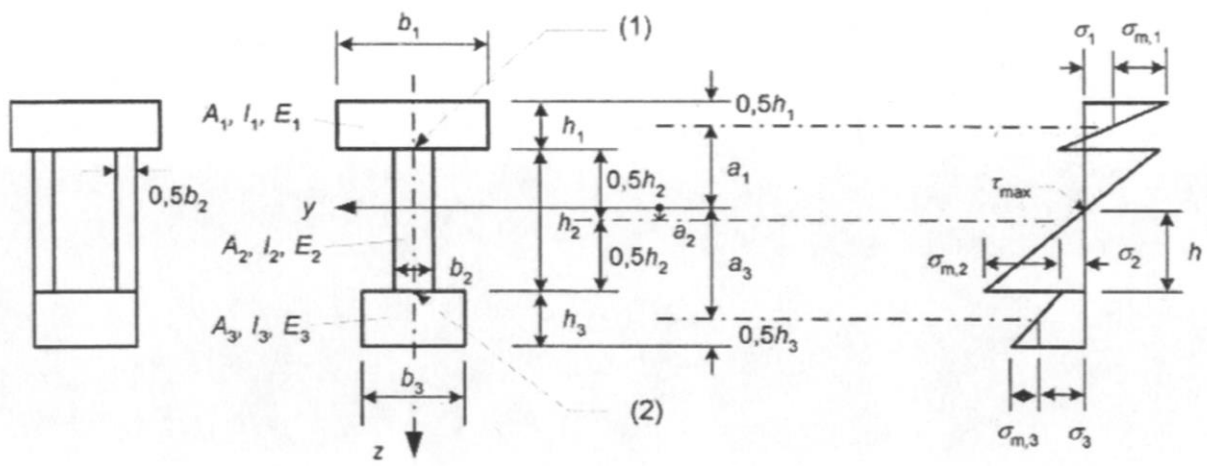 b₁
(1)
σ₁
σₘ,₁
A₁, I₁, E₁
h₁
0,5h₁
a₁
0,5b₂
0,5h₂
τₘₐₓ
y
h₂
a₂
A₂, I₂, E₂
b₂
0,5h₂
a₃
σₘ,₂
σ₂
h
A₃, I₃, E₃
h₃
0,5h₃
b₃
(2)
σₘ,₃
σ₃
z